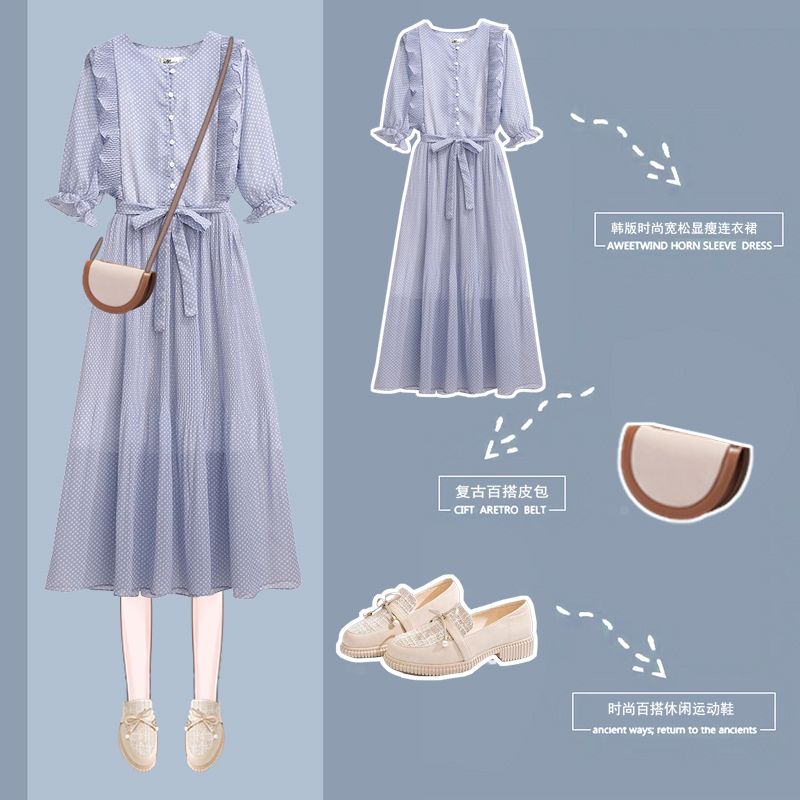 韩版时尚宽松显瘦连衣裙
AWEETWIND HORN SLEEVE DRESS
复古百搭皮包
CIFT ARETRO BELT
时尚百搭休闲运动鞋
ancient ways; return to the ancients